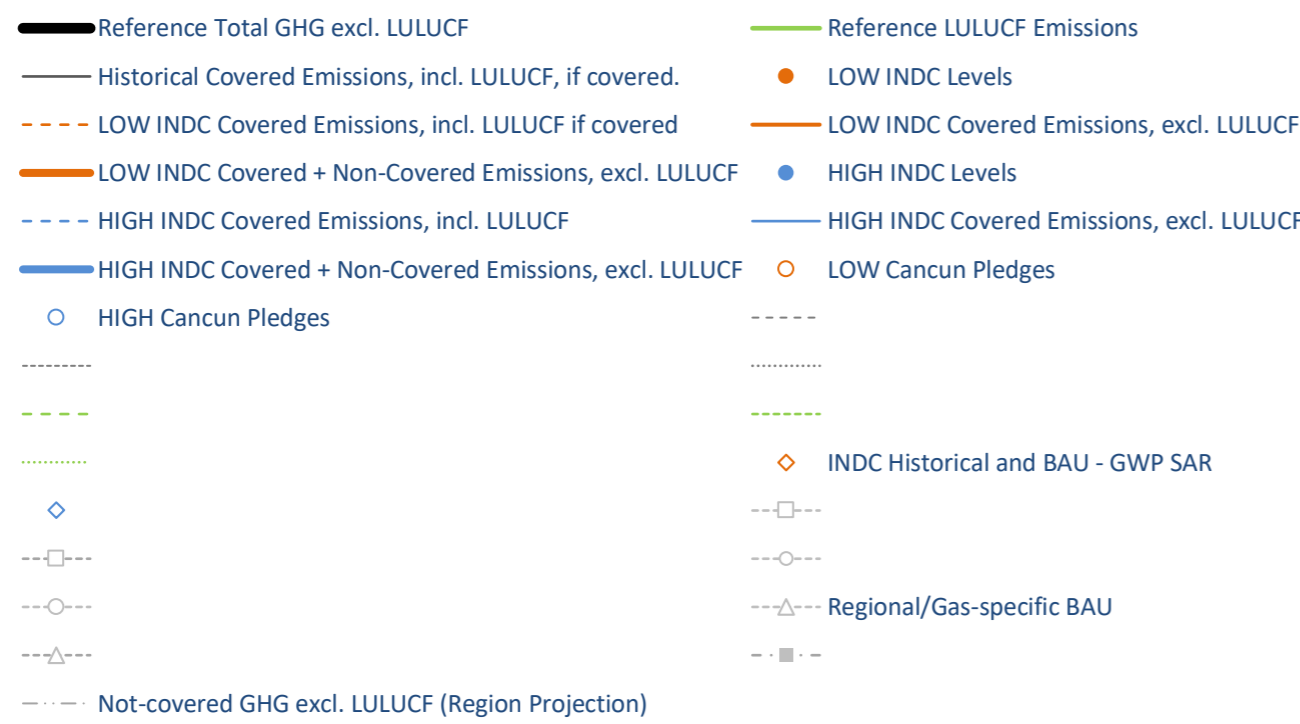 Reference Total GHG excl. LULUCF
Reference LULUCF Emissions
Historical Covered Emissions, incl. LULUCF, if covered.
LOW INDC Levels
LOW INDC Covered Emissions, incl. LULUCF if covered
LOW INDC Covered Emissions, excl. LULUCF
LOW INDC Covered + Non-Covered Emissions, excl. LULUCF
HIGH INDC Levels
HIGH INDC Covered Emissions, incl. LULUCF
HIGH INDC Covered Emissions, excl. LULUCF
HIGH INDC Covered + Non-Covered Emissions, excl. LULUCF
LOW Cancun Pledges
HIGH Cancun Pledges
INDC Historical and BAU - GWP SAR
Regional/Gas-specific BAU
Not-covered GHG excl. LULUCF (Region Projection)